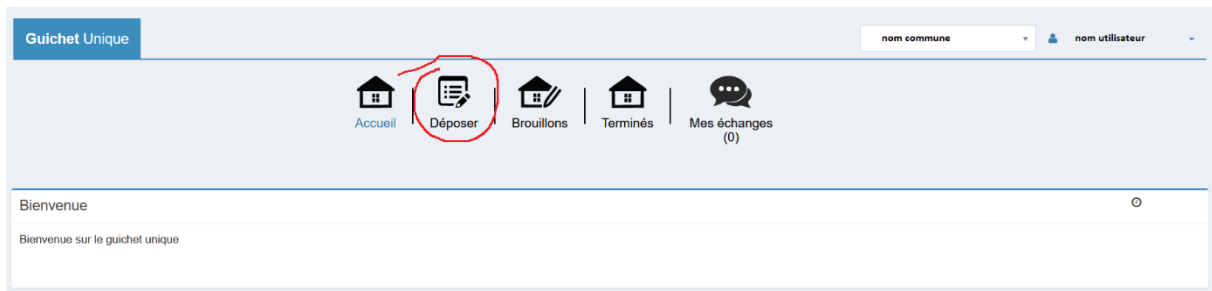 Guichet Unique
nom commune
nom utilisateur
Accueil
Déposer
Brouillons
Terminés
Mes échanges
(0)
Bienvenue
Bienvenue sur le guichet unique